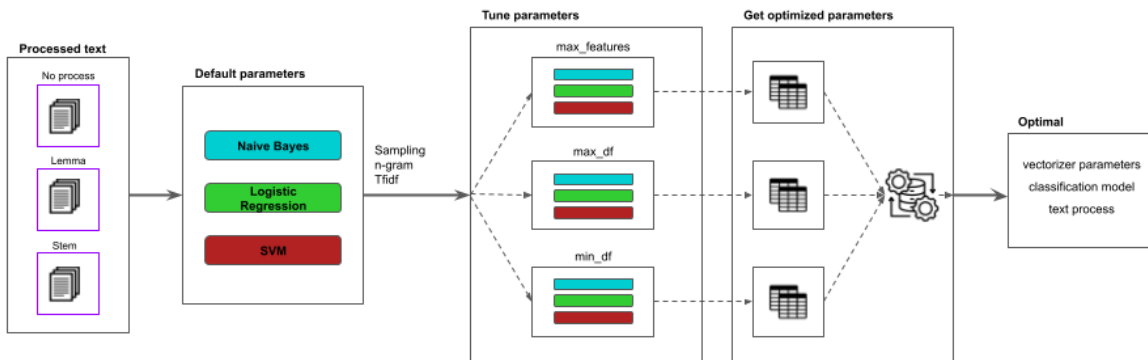 Processed text
No process
Lemma
Stem
Default parameters
Naive Bayes
Logistic
Regression
SVM
Sampling
n-gram
Tfidf
Tune parameters
max_features
max_df
min_df
Get optimized parameters
Optimal
vectorizer parameters
classification model
text process